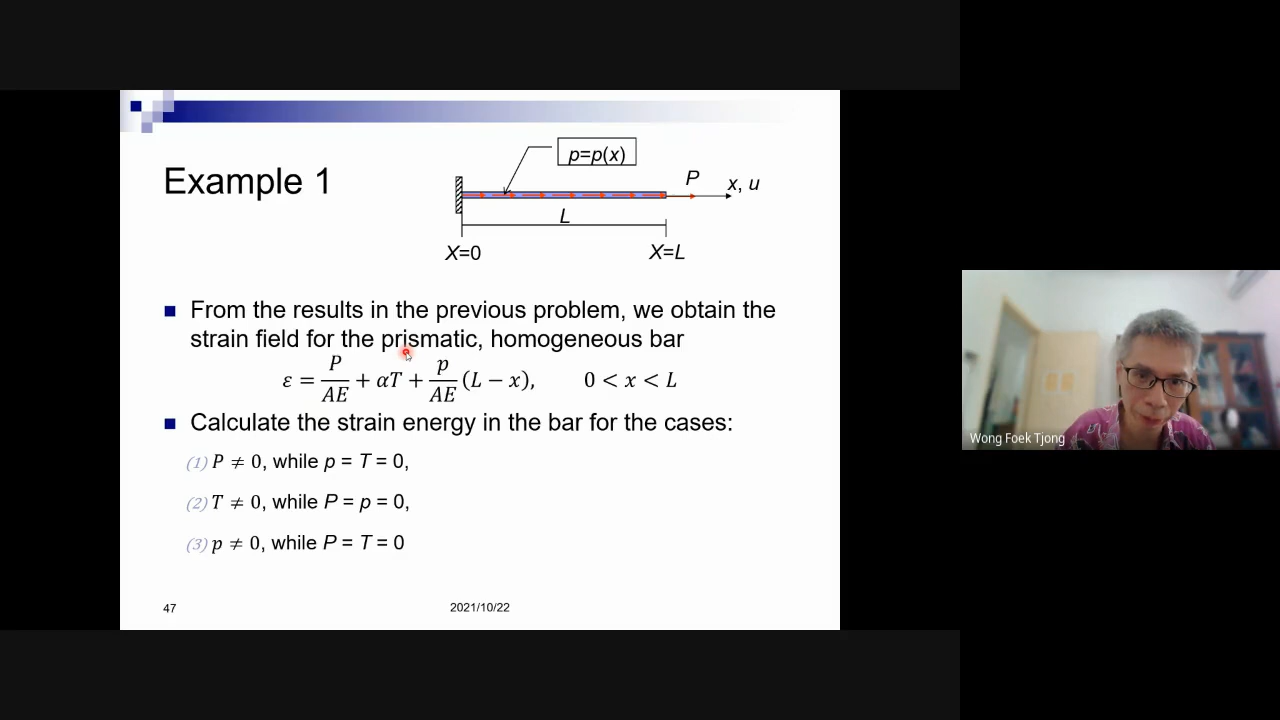 Example 1
p=p(x)
P
x, u
L
X=0
X=L
■ From the results in the previous problem, we obtain the
strain field for the prismatic, homogeneous bar
ε = P/AE + αT + p/AE (L − x), 0 < x < L
■ Calculate the strain energy in the bar for the cases:
(1) P ≠ 0, while p = T = 0,
(2) T ≠ 0, while P = p = 0,
(3) p ≠ 0, while P = T = 0
47
2021/10/22
Wong Foek Tjong